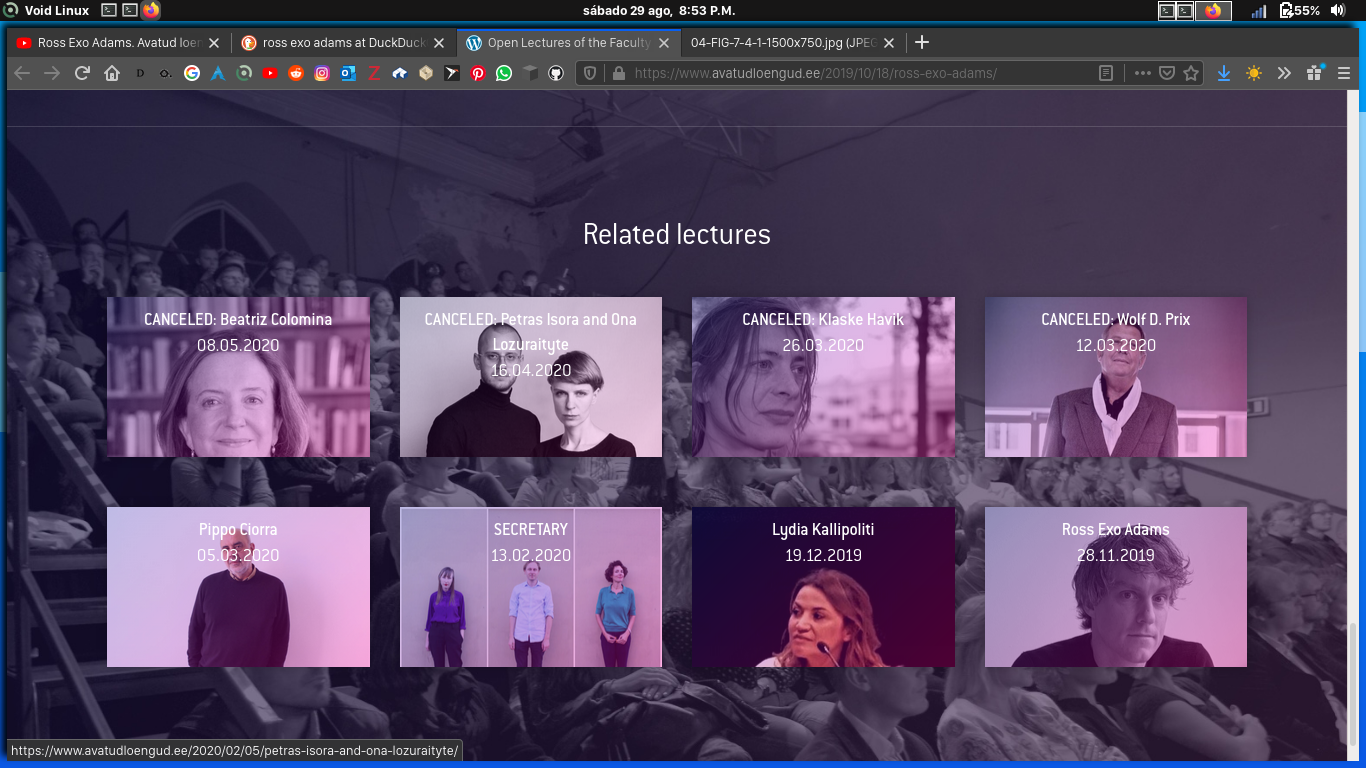 Void Linux
sábado 29 ago,  8:53 P.M.
55%
Ross Exo Adams. Avatud loen
ross exo adams at DuckDuck
Open Lectures of the Faculty
04-FIG-7-4-1-1500x750.jpg (JPEG
https://www.avatudloengud.ee/2019/10/18/ross-exo-adams/
Related lectures
CANCELED: Beatriz Colomina
08.05.2020
CANCELED: Petras Isora and Ona
Lozuraityte
16.04.2020
CANCELED: Klaske Havik
26.03.2020
CANCELED: Wolf D. Prix
12.03.2020
Pippo Ciorra
05.03.2020
SECRETARY
13.02.2020
Lydia Kallipoliti
19.12.2019
Ross Exo Adams
28.11.2019
https://www.avatudloengud.ee/2020/02/05/petras-isora-and-ona-lozuraityte/